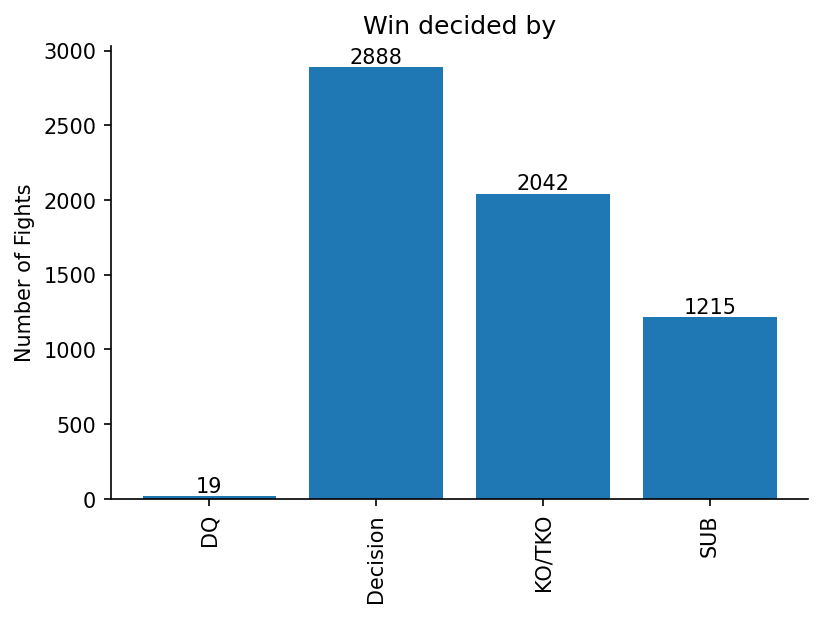 Win decided by
Number of Fights
3000
2500
2000
1500
1000
500
0
19
2888
2042
1215
DQ
Decision
KO/TKO
SUB